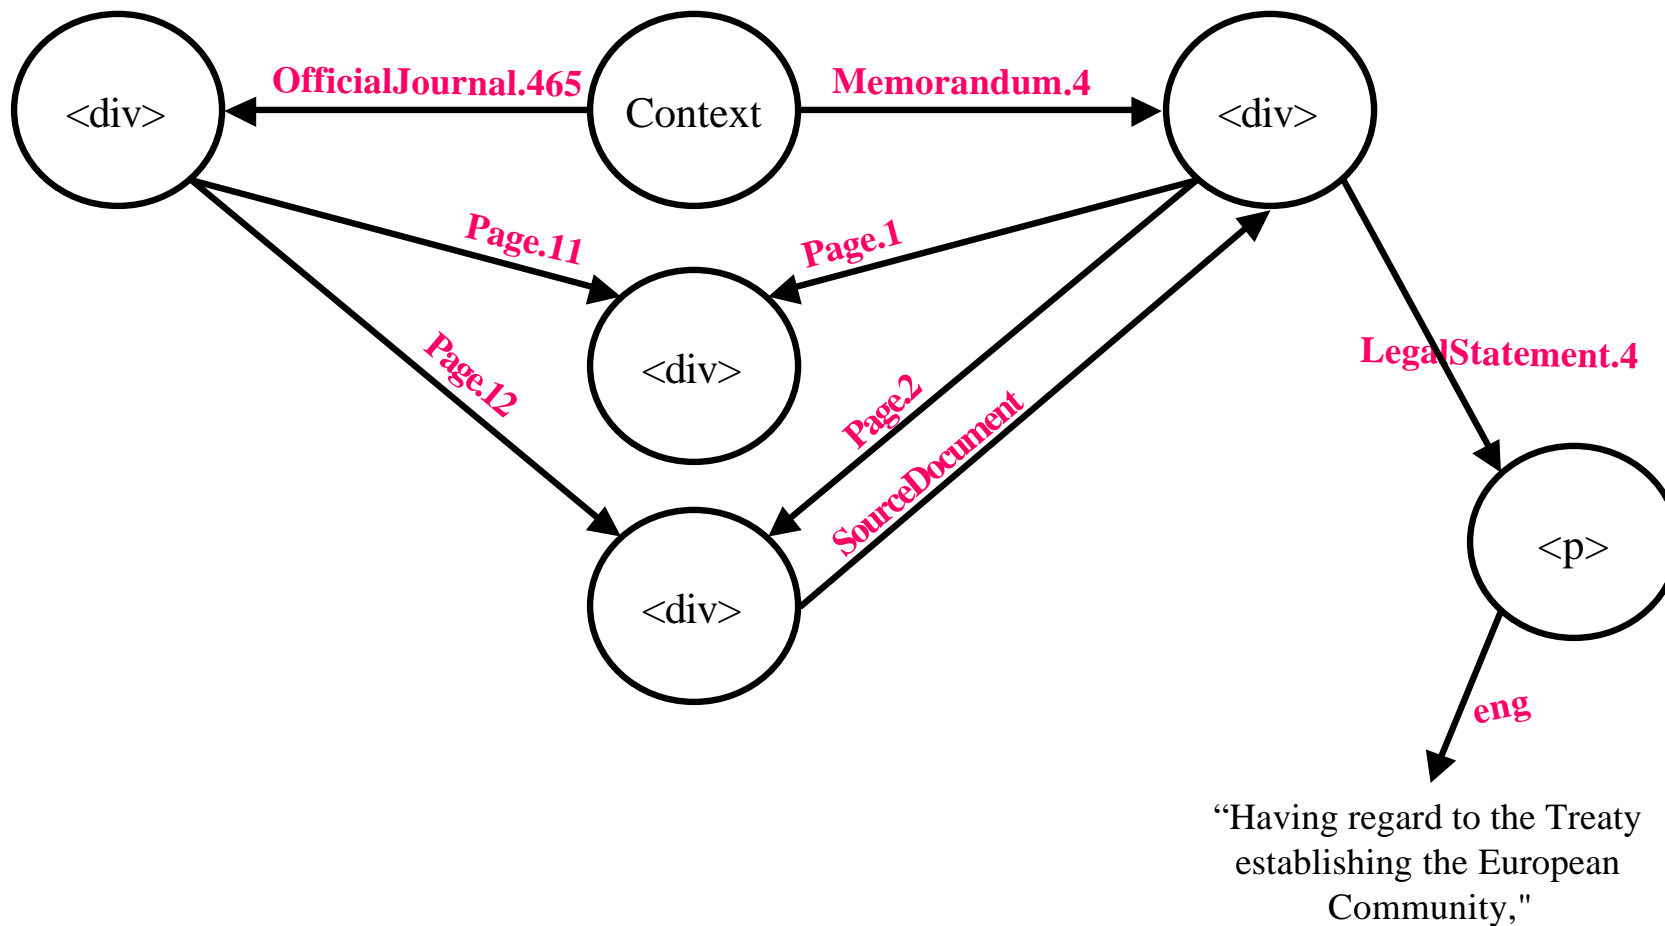 OfficialJournal.465
Memorandum.4
<div>
Context
<div>
Page.11
Page.1
Page.12
<div>
LegalStatement.4
Page.2
SourceDocument
<p>
<div>
eng
“Having regard to the Treaty
establishing the European
Community,"